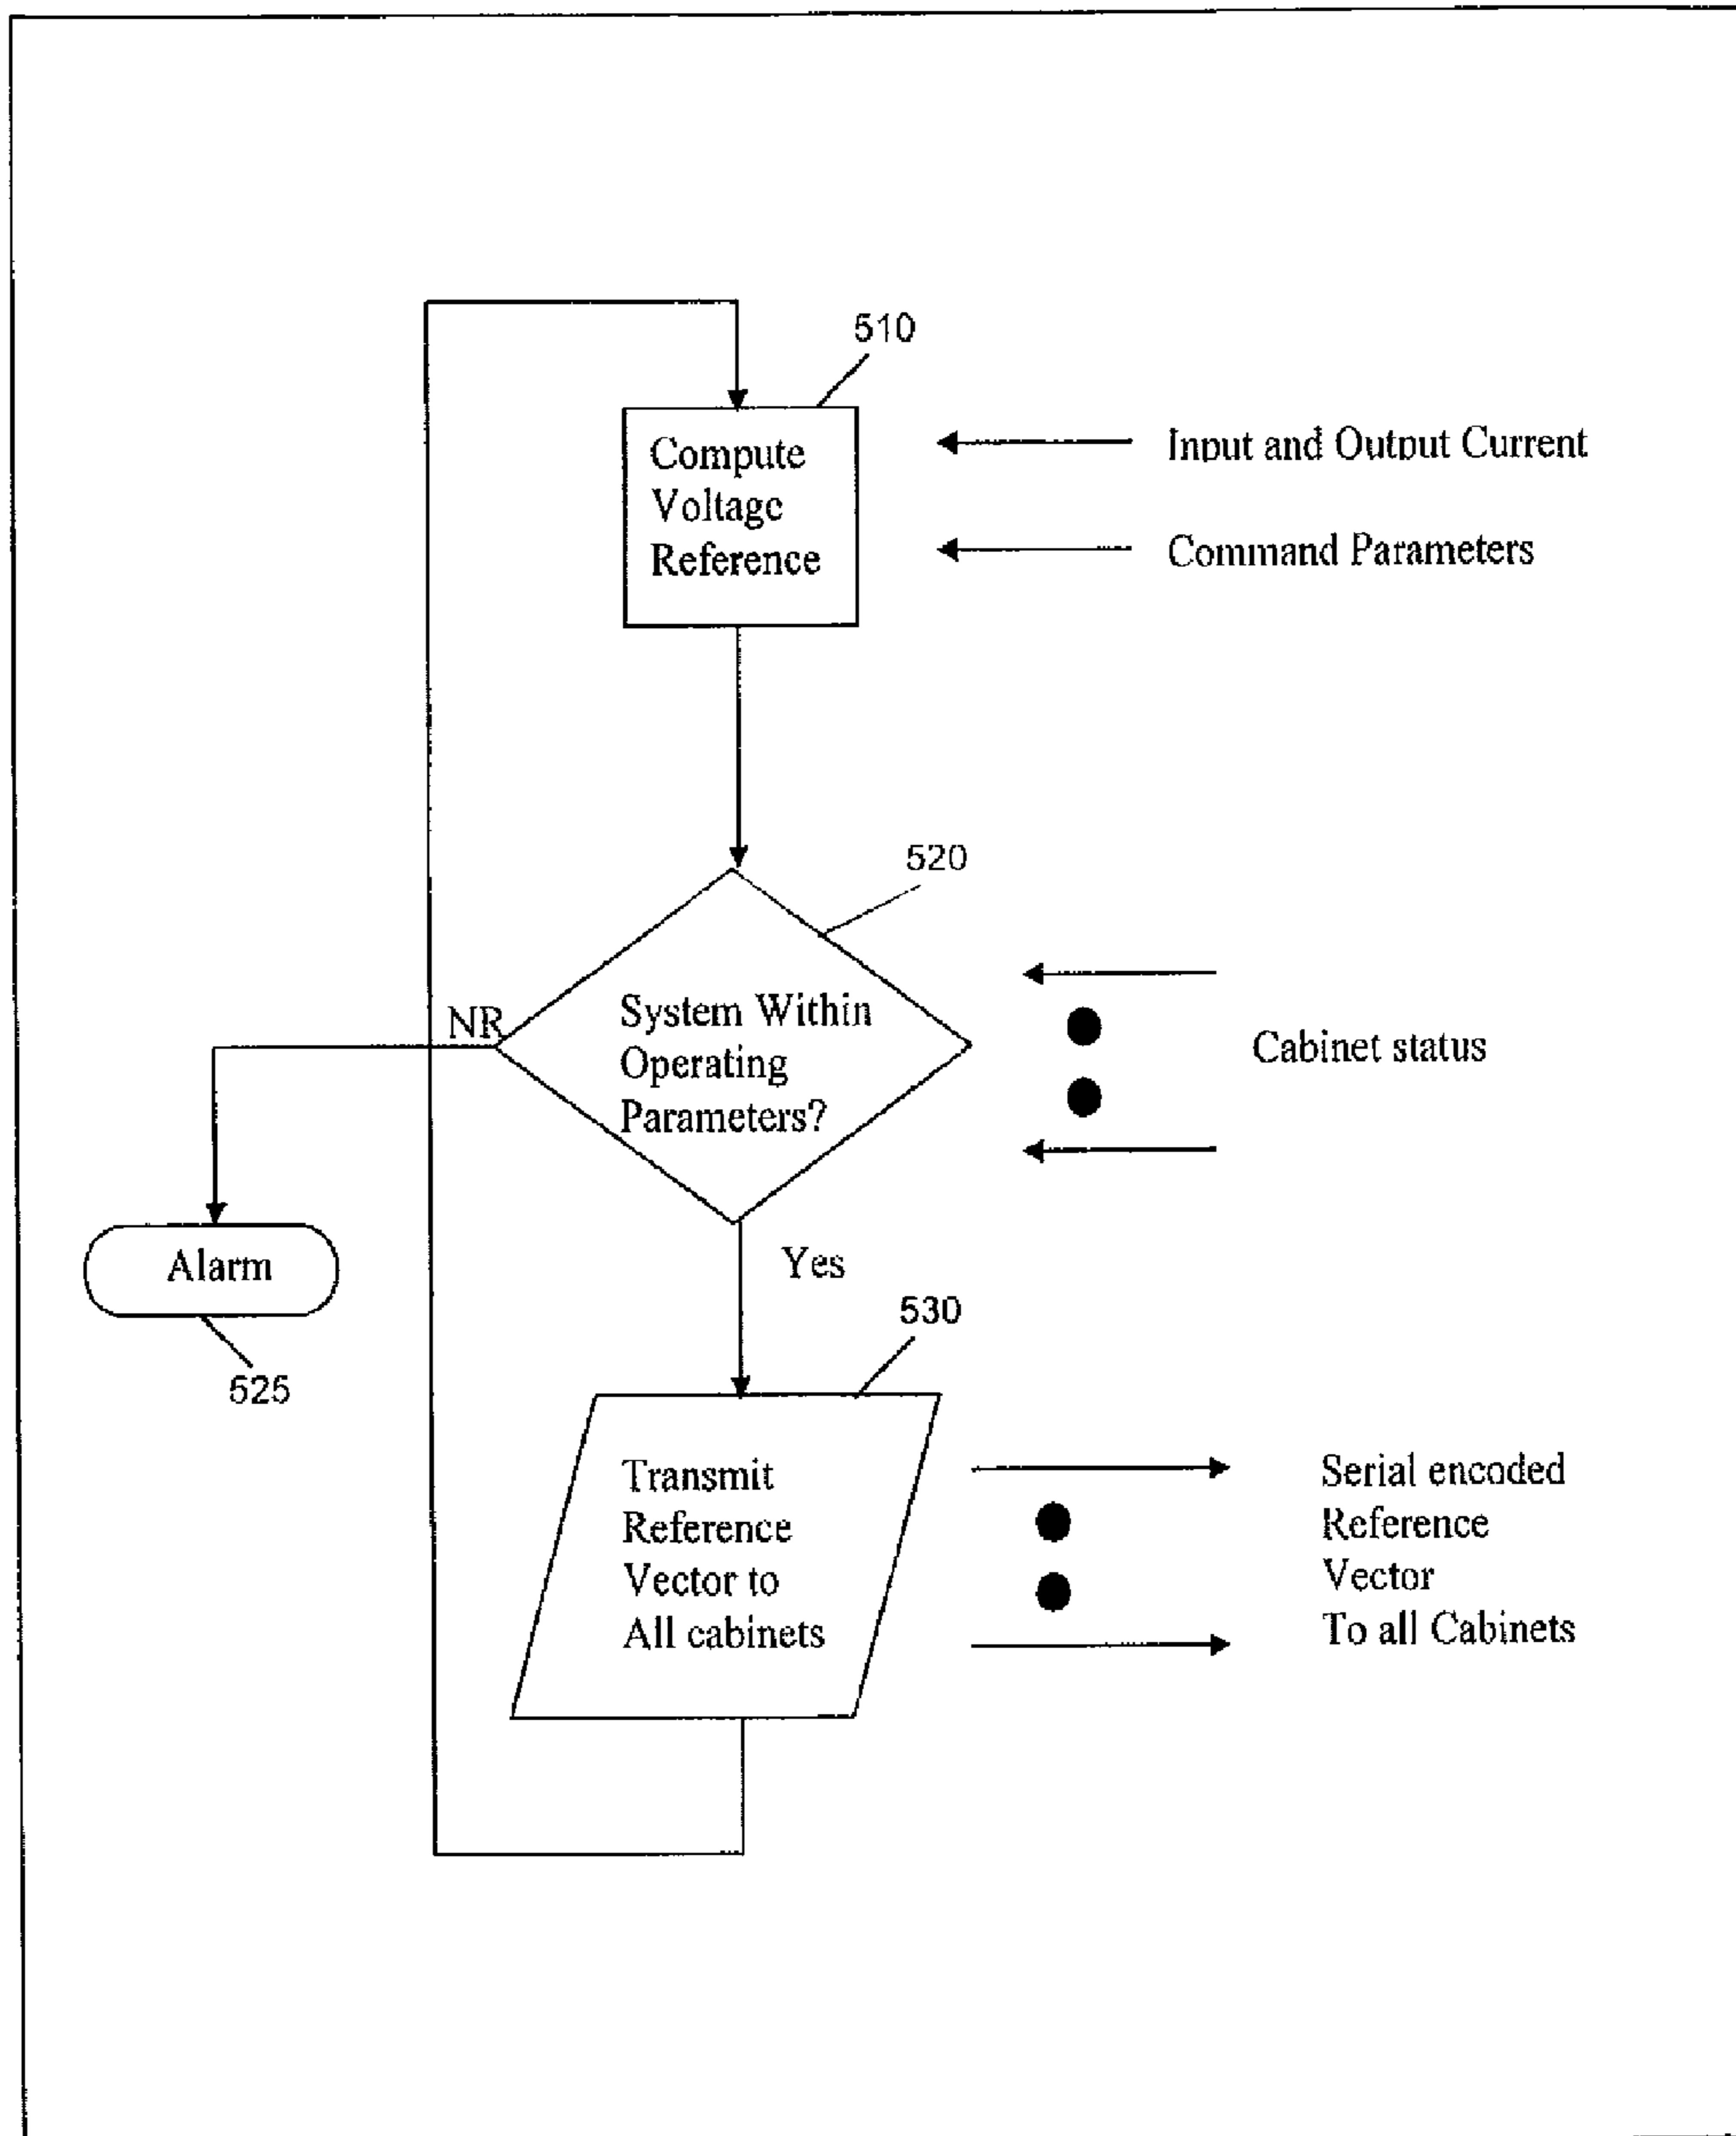 510
Compute
Voltage
Reference
Input and Output Current
Command Parameters
520
NR
System Within
Operating
Parameters?
Cabinet status
Alarm
525
Yes
530
Transmit
Reference
Vector to
All cabinets
Serial encoded
Reference
Vector
To all Cabinets